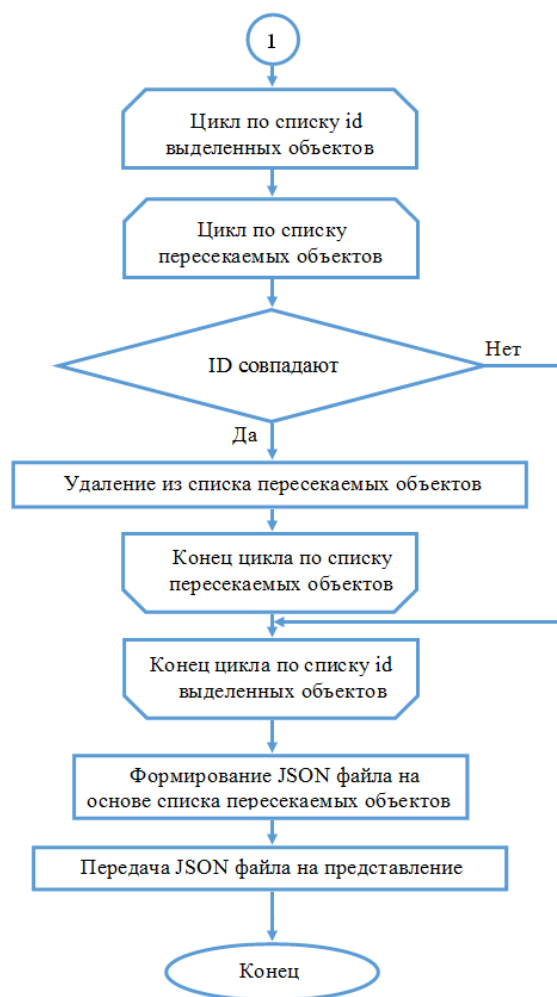 1
Цикл по списку id
выделенных объектов
Цикл по списку
пересекаемых объектов
ID совпадают
Нет
Да
Удаление из списка пересекаемых объектов
Конец цикла по списку
пересекаемых объектов
Конец цикла по списку id
выделенных объектов
Формирование JSON файла на
основе списка пересекаемых объектов
Передача JSON файла на представление
Конец